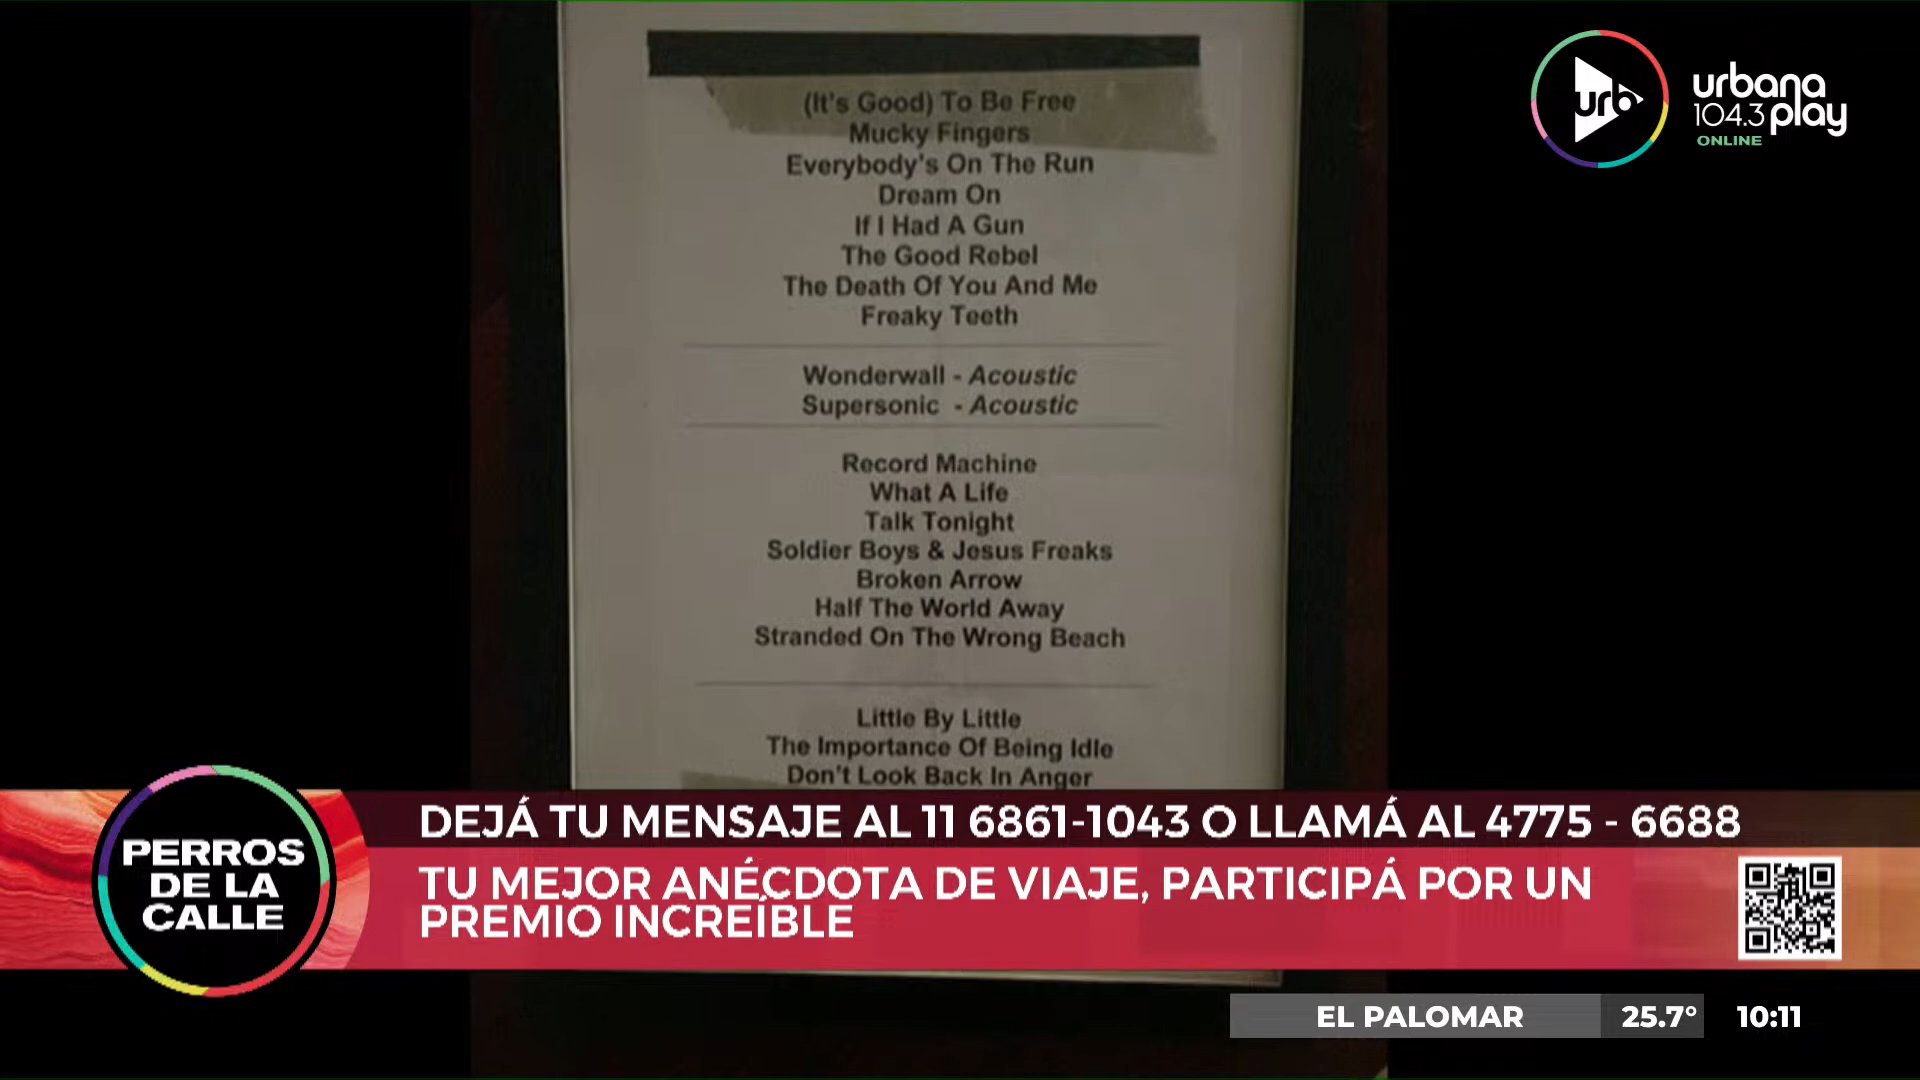 (It's Good) To Be Free
Mucky Fingers
Everybody's On The Run
Dream On
If I Had A Gun
The Good Rebel
The Death Of You And Me
Freaky Teeth
Wonderwall - Acoustic
Supersonic - Acoustic
Record Machine
What A Life
Talk Tonight
Soldier Boys & Jesus Freaks
Broken Arrow
Half The World Away
Stranded On The Wrong Beach
Little By Little
The Importance Of Being Idle
Don't Look Back In Anger
urb
urbana
104.3 play
ONLINE
PERROS
DE LA
CALLE
DEJÁ TU MENSAJE AL 11 6861-1043 O LLAMÁ AL 4775 - 6688
TU MEJOR ANÉCDOTA DE VIAJE, PARTICIPÁ POR UN
PREMIO INCREÍBLE
EL PALOMAR 25.7° 10:11